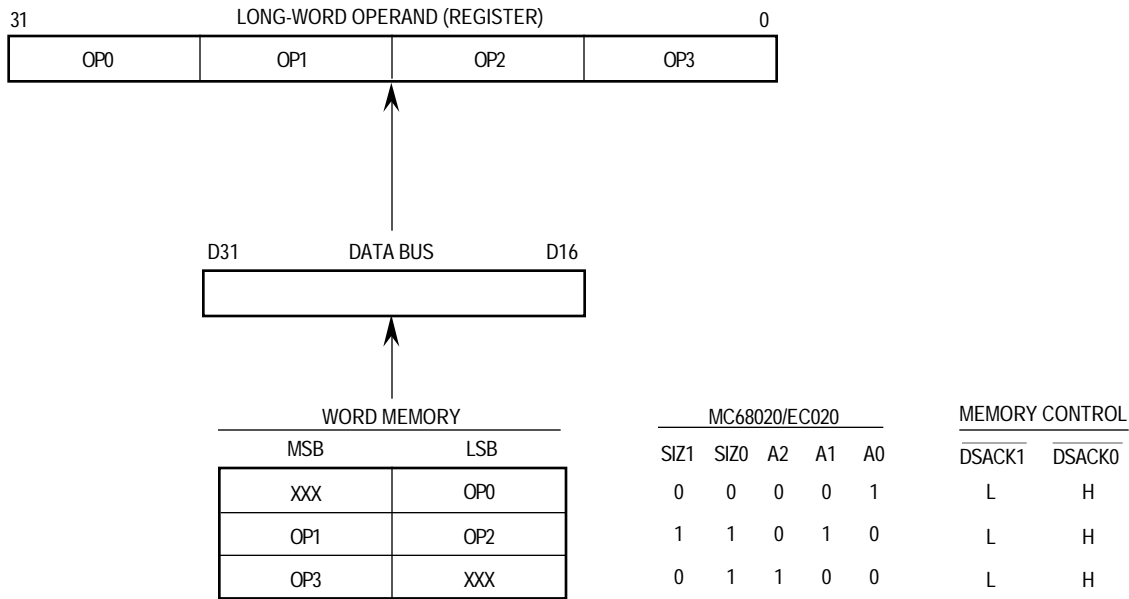 31 LONG-WORD OPERAND (REGISTER) 0
OP0 OP1 OP2 OP3
D31 DATA BUS D16
WORD MEMORY MC68020/EC020 MEMORY CONTROL
MSB LSB SIZ1 SIZ0 A2 A1 A0 DSACK1 DSACK0
XXX OP0 0 0 0 0 1 L H
OP1 OP2 1 1 0 1 0 L H
OP3 XXX 0 1 1 0 0 L H